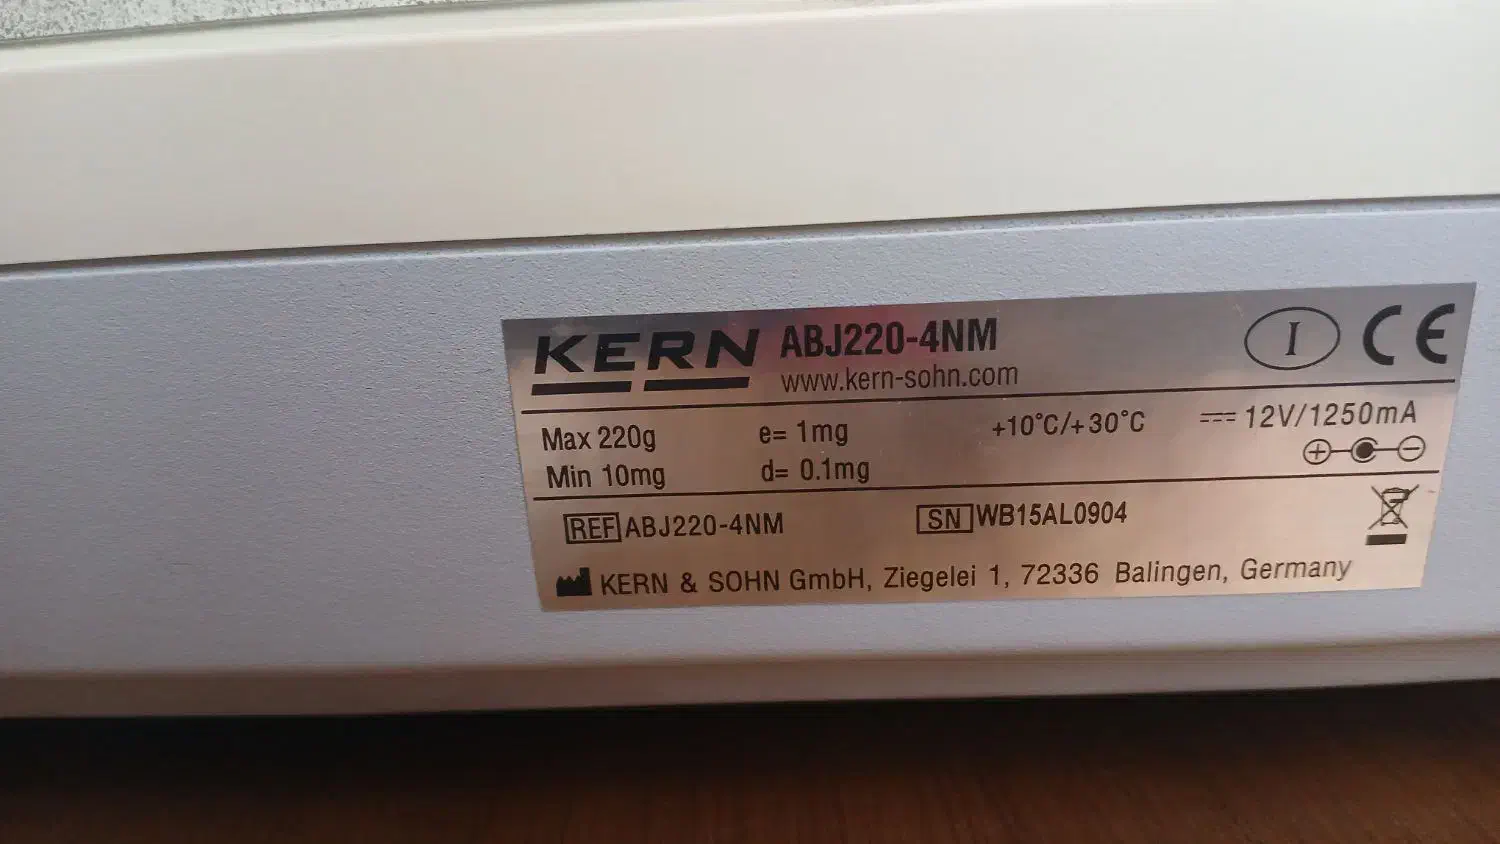 KERN ABJ220-4NM I CE
www.kern-sohn.com
Max 220g e= 1mg +10°C/+30°C 12V/1250mA
Min 10mg d= 0.1mg
REF ABJ220-4NM SN WB15AL0904
KERN & SOHN GmbH, Ziegelei 1, 72336 Balingen, Germany